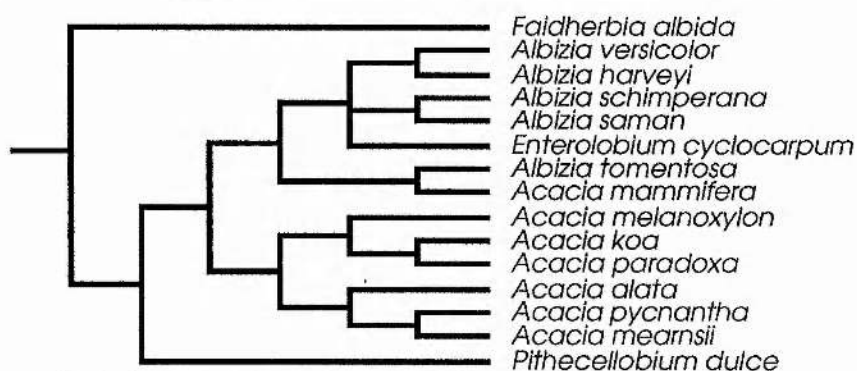 Faidherbia albida
Albizia versicolor
Albizia harveyi
Albizia schimperana
Albizia saman
Enterolobium cyclocarpum
Albizia tomentosa
Acacia mammifera
Acacia melanoxylon
Acacia koa
Acacia paradoxa
Acacia alata
Acacia pycnantha
Acacia mearnsii
Pithecellobium dulce